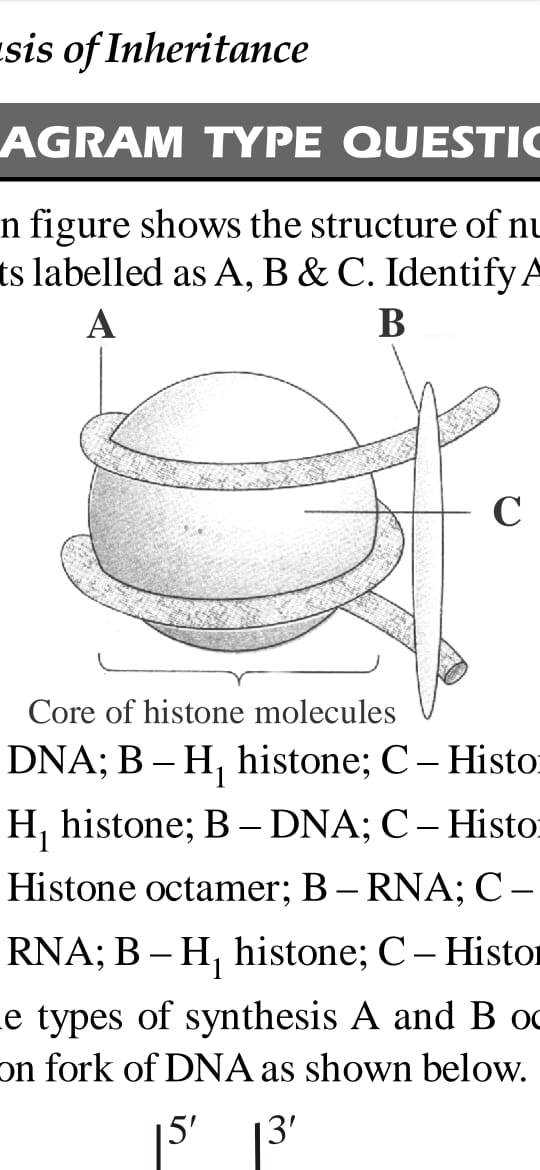 sis of Inheritance
AGRAM TYPE QUESTIO
n figure shows the structure of nu
ts labelled as A, B & C. Identify A
A
B
C
Core of histone molecules
DNA; B – H₁ histone; C – Histo
H₁ histone; B – DNA; C – Histo
Histone octamer; B – RNA; C –
RNA; B – H₁ histone; C – Histo
e types of synthesis A and B oc
on fork of DNA as shown below.
5′ 3′